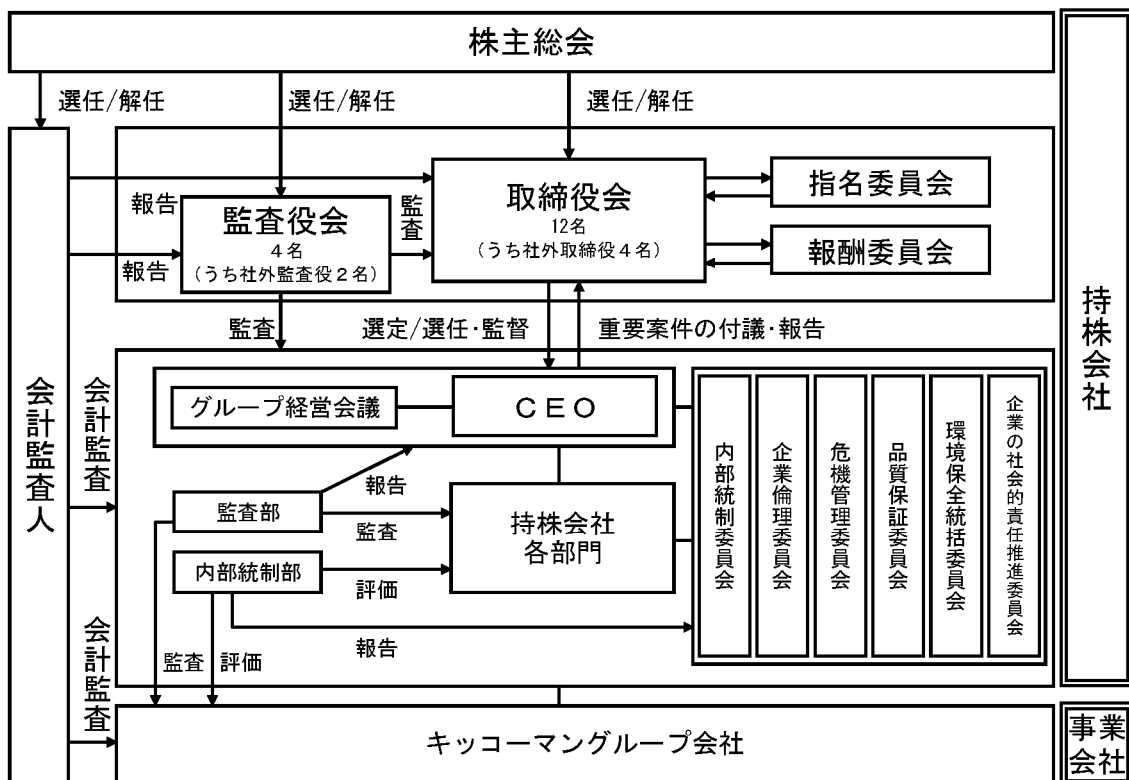 株主総会
選任/解任
選任/解任
選任/解任
持株会社
報告
報告
監査役会
4名
(うち社外監査役2名)
監査
取締役会
12名
(うち社外取締役4名)
指名委員会
報酬委員会
監査
選定/選任・監督
重要案件の付議・報告
会計監査人
会計監査
会計監査
グループ経営会議
CEO
報告
監査部
監査
内部統制部
評価
持株会社
各部門
報告
監査
評価
内部統制委員会
企業倫理委員会
危機管理委員会
品質保証委員会
環境保全統括委員会
企業の社会的責任推進委員会
キッコーマングループ会社
事業
会社